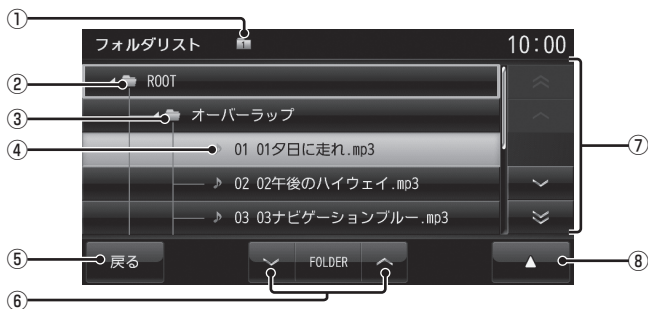 ①
フォルダリスト 1 10:00
② ROOT
③ オーバーラップ
④ 01 01夕日に走れ.mp3
⑦
02 02午後のハイウェイ.mp3
03 03ナビゲーションブルー.mp3
⑤ 戻る FOLDER ⑧
⑥